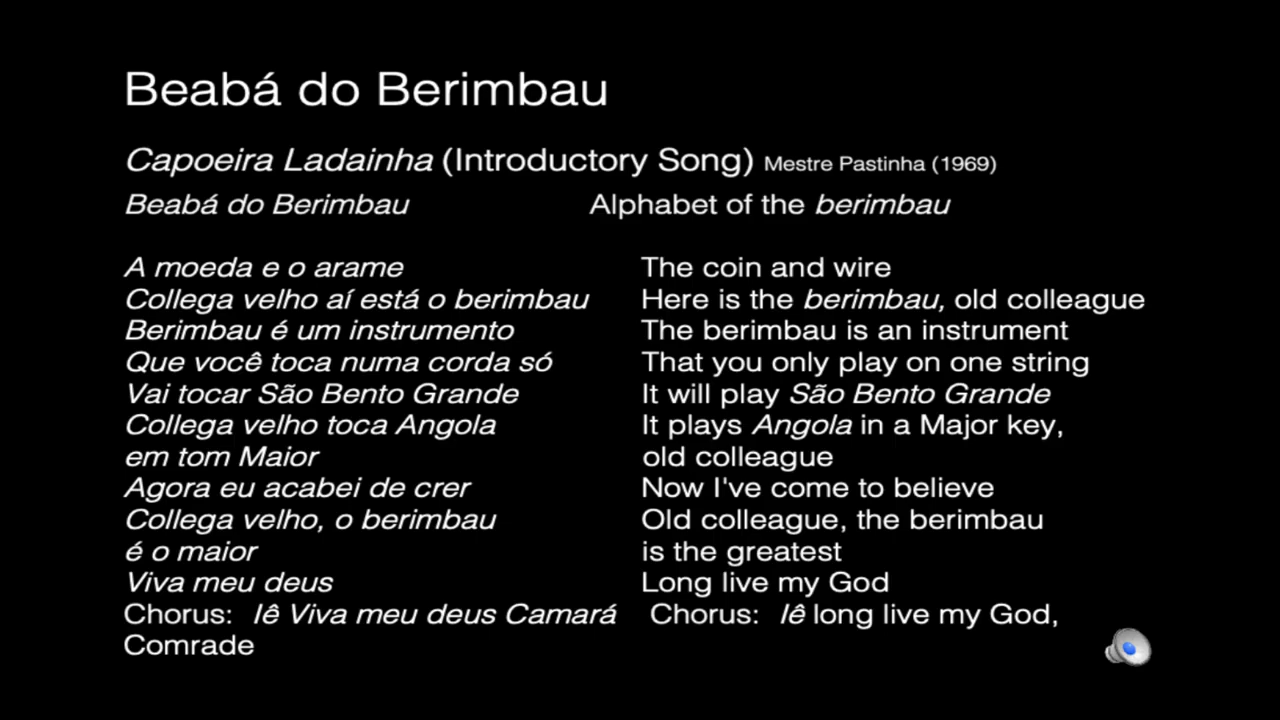 Beabá do Berimbau
Capoeira Ladainha (Introductory Song) Mestre Pastinha (1969)
Beabá do Berimbau Alphabet of the berimbau
A moeda e o arame The coin and wire
Collega velho aí está o berimbau Here is the berimbau, old colleague
Berimbau é um instrumento The berimbau is an instrument
Que você toca numa corda só That you only play on one string
Vai tocar São Bento Grande It will play São Bento Grande
Collega velho toca Angola It plays Angola in a Major key,
em tom Maior old colleague
Agora eu acabei de crer Now I've come to believe
Collega velho, o berimbau Old colleague, the berimbau
é o maior is the greatest
Viva meu deus Long live my God
Chorus: Iê Viva meu deus Camará Chorus: Iê long live my God,
Comrade